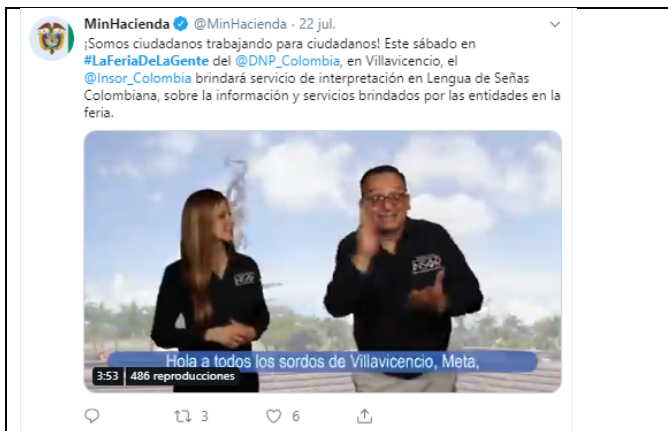 MinHacienda @MinHacienda · 22 jul.
¡Somos ciudadanos trabajando para ciudadanos! Este sábado en
#LaFeriaDeLaGente del @DNP_Colombia, en Villavicencio, el
@Insor_Colombia brindará servicio de interpretación en Lengua de Señas
Colombiana, sobre la información y servicios brindados por las entidades en la
feria.
INSOR
INSOR
Hola a todos los sordos de Villavicencio, Meta,
3:53 486 reproducciones
3 6